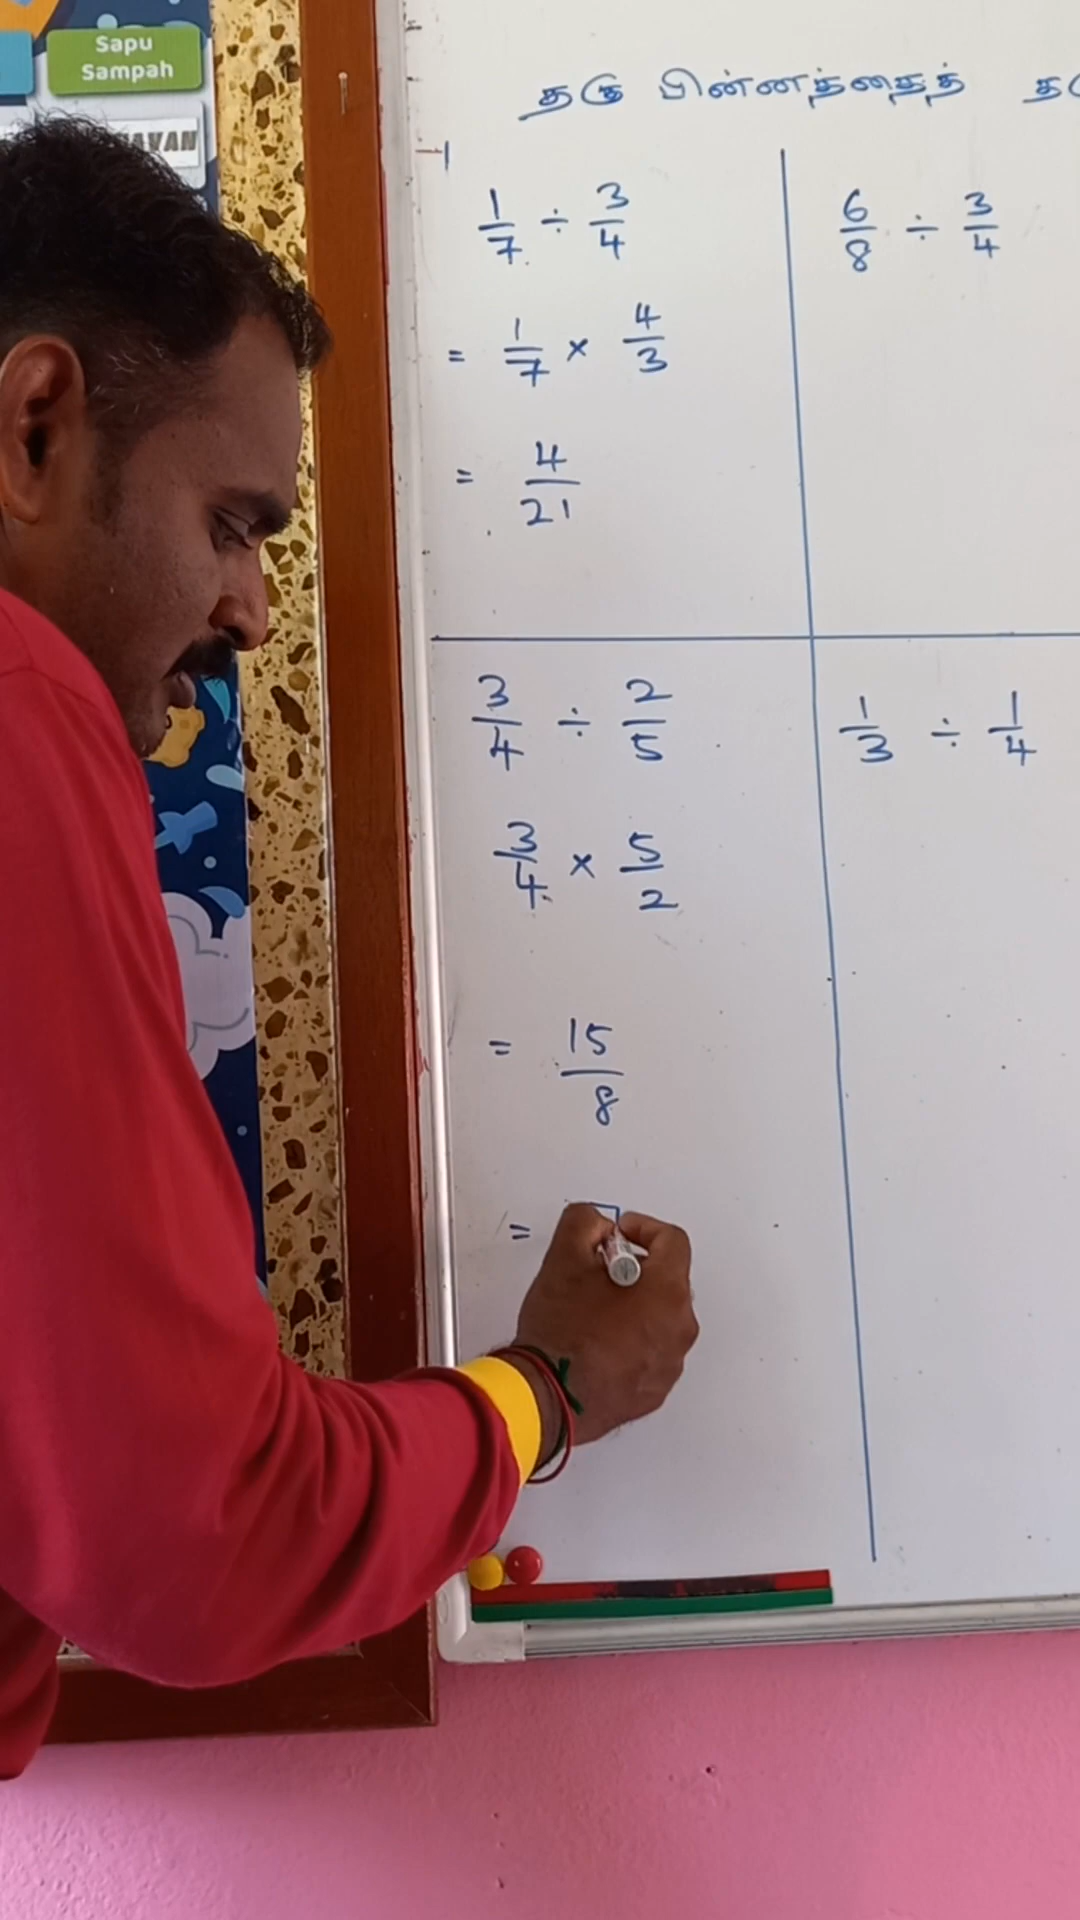 Sapu
Sampah
AVAN
தகு பின்னத்தைத்
1/7 ÷ 3/4
= 1/7 × 4/3
= 4/21
6/8 ÷ 3/4
3/4 ÷ 2/5
3/4 × 5/2
= 15/8
=
1/3 ÷ 1/4